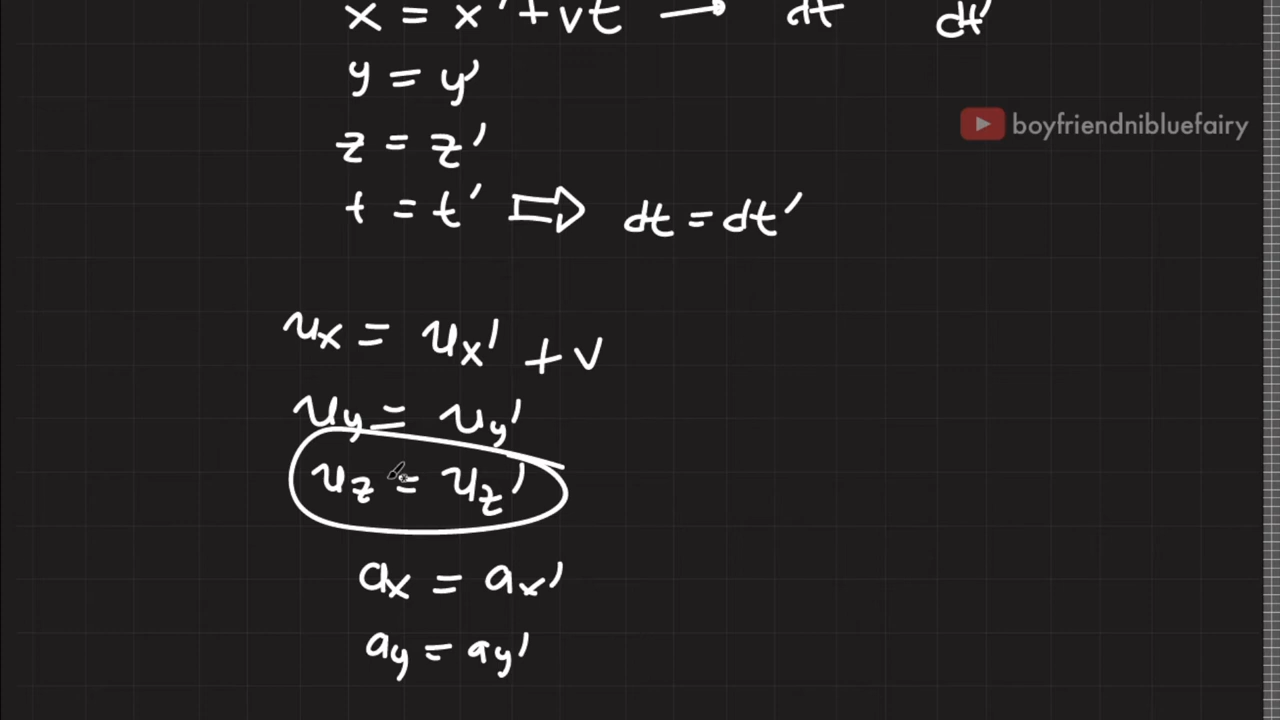 x = x' + vt → dt dt'
y = y'
boyfriendnibluefairy
z = z'
t = t' ⇒ dt = dt'
ux = ux' + v
uy = uy'
uz = uz'
ax = ax'
ay = ay'